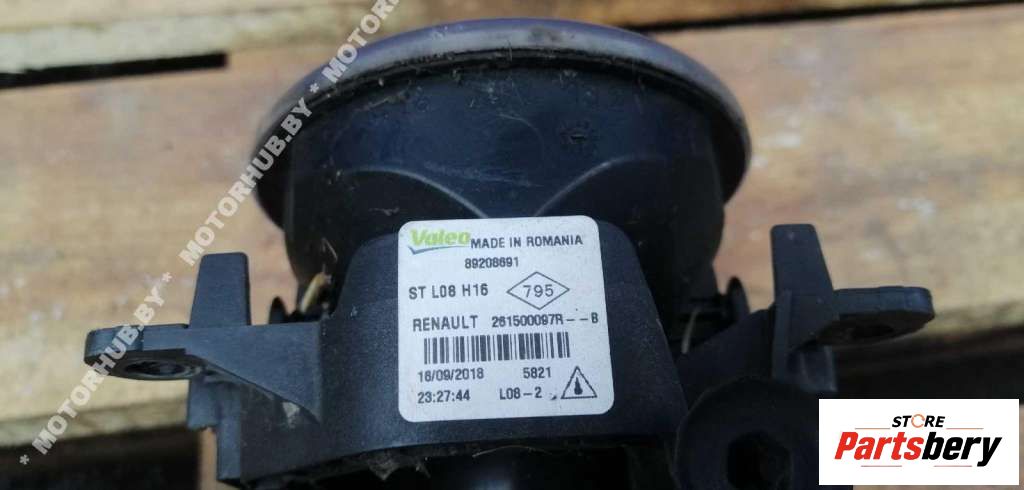 * MOTORHUB.BY * MOTORHUB.BY * MOTOR
Valeo MADE IN ROMANIA
89208691
ST L08 H16 795
RENAULT 261500097R--B
16/09/2018 5821
23:27:44 L08-2
STORE
Partsbery